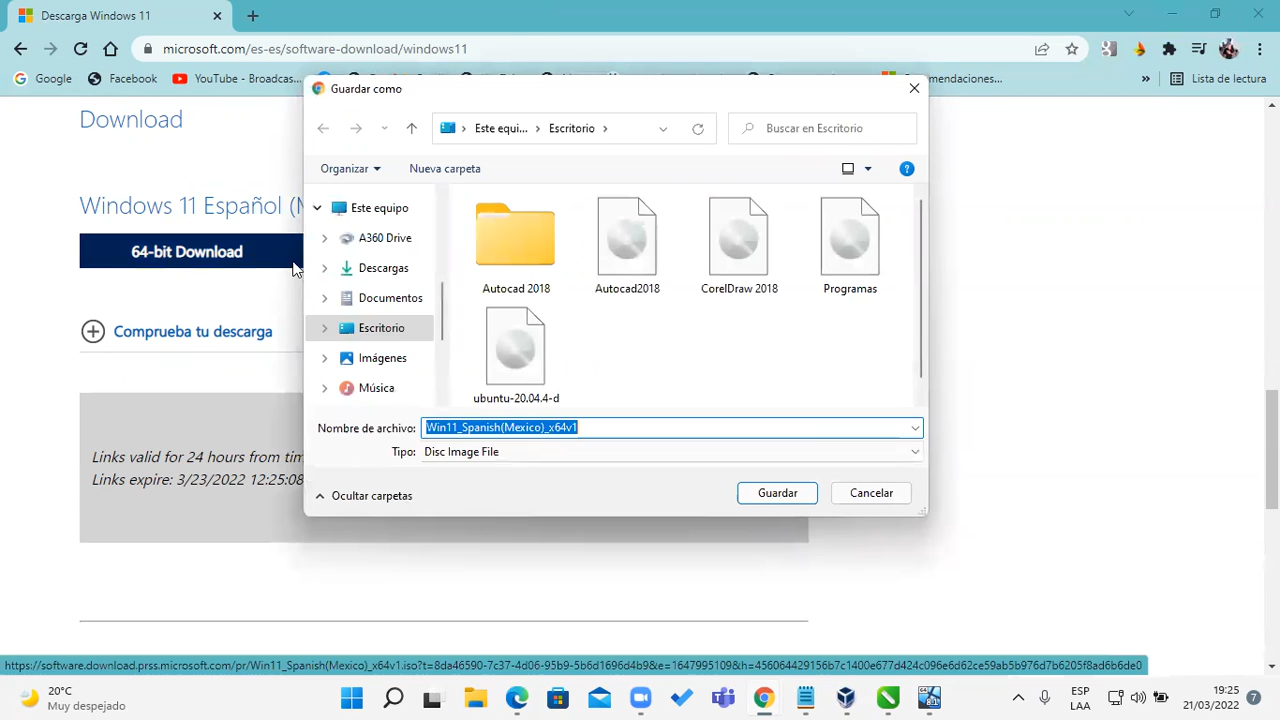 Descarga Windows 11
microsoft.com/es-es/software-download/windows11
Google
Facebook
YouTube - Broadcas...
Lista de lectura
Download
Windows 11 Español (M
64-bit Download
Comprueba tu descarga
Links valid for 24 hours from tim
Links expire: 3/23/2022 12:25:08
Guardar como
Este equi... Escritorio
Buscar en Escritorio
Organizar
Nueva carpeta
Este equipo
A360 Drive
Descargas
Documentos
Escritorio
Imágenes
Música
Autocad 2018
Autocad2018
CorelDraw 2018
Programas
ubuntu-20.04.4-d
Nombre de archivo: Win11_Spanish(Mexico)_x64v1
Tipo: Disc Image File
Ocultar carpetas
Guardar
Cancelar
https://software.download.prss.microsoft.com/pr/Win11_Spanish(Mexico)_x64v1.iso?t=8da46590-7c37-4d06-95b9-5b6d1696d4b9&e=1647995109&h=456064429156b7c1400e677d424c096e6d62ce59ab5b976d7b6205f8ad6b6de0
20°C
Muy despejado
ESP
LAA
19:25
21/03/2022
7